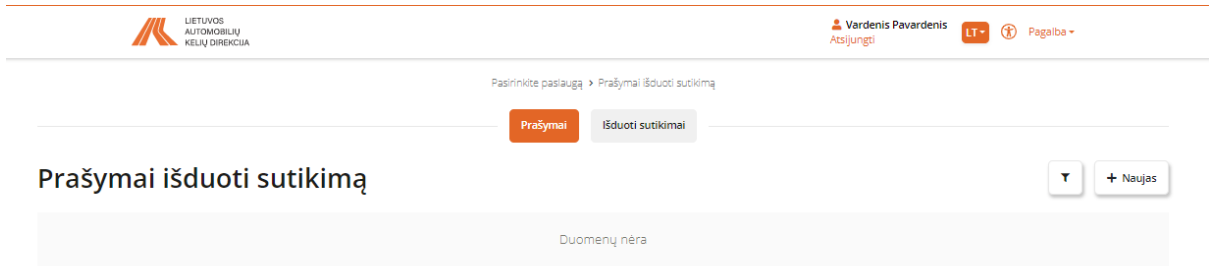 LIETUVOS
AUTOMOBILIŲ
KELIŲ DIREKCIJA
Vardenis Pavardenis
Atsijungti
LT
Pagalba
Pasirinkite paslaugą > Prašymai išduoti sutikimą
Prašymai
Išduoti sutikimai
Prašymai išduoti sutikimą
+ Naujas
Duomenų nėra